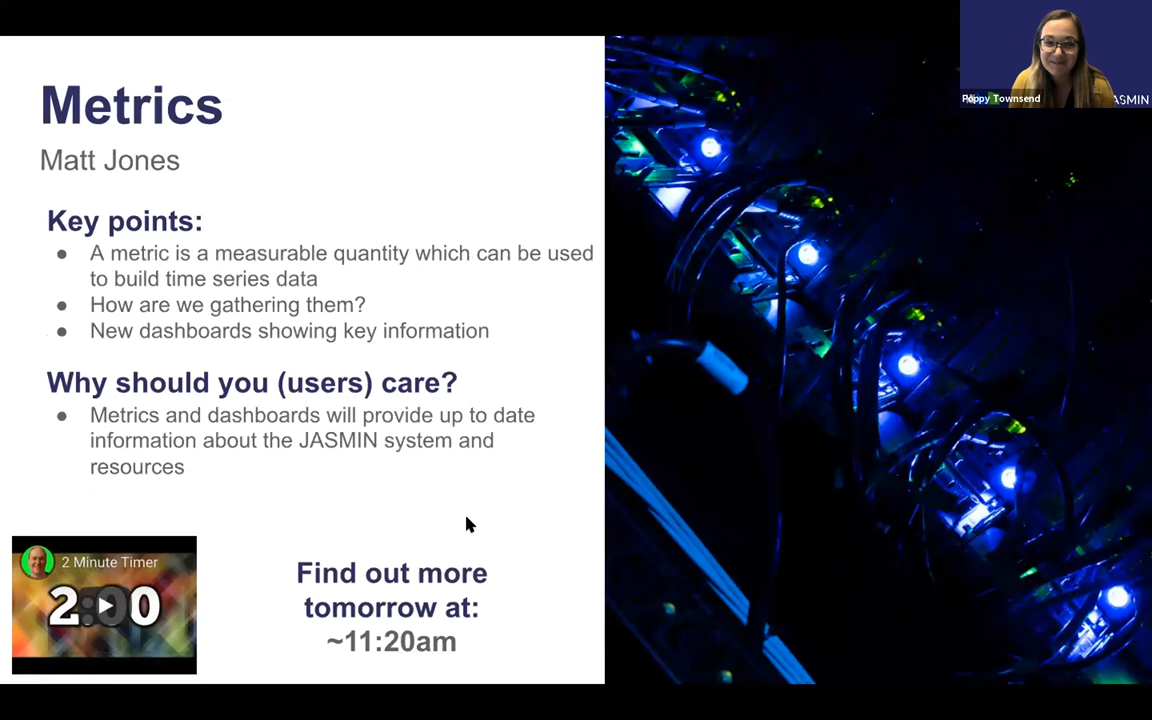 Metrics
Matt Jones
Key points:
● A metric is a measurable quantity which can be used
to build time series data
● How are we gathering them?
● New dashboards showing key information
Why should you (users) care?
● Metrics and dashboards will provide up to date
information about the JASMIN system and
resources
2 Minute Timer
2:00
Find out more
tomorrow at:
~11:20am
Poppy Townsend
JASMIN